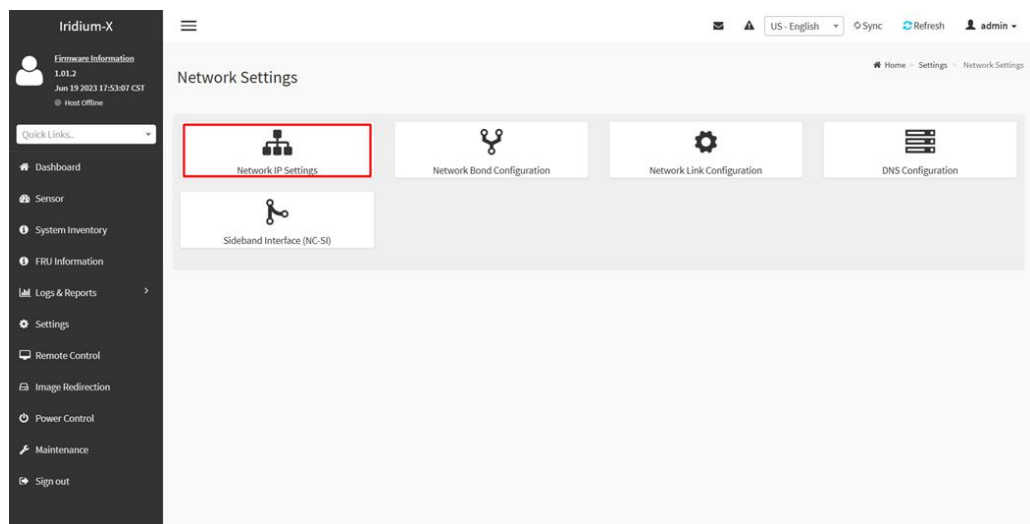 Iridium-X
US - English
Sync
Refresh
admin
Firmware Information
1.01.2
Jun 19 2023 17:53:07 CST
Host Offline
Network Settings
Home
Settings
Network Settings
Quick Links..
Dashboard
Sensor
System Inventory
FRU Information
Logs & Reports
Settings
Remote Control
Image Redirection
Power Control
Maintenance
Sign out
Network IP Settings
Network Bond Configuration
Network Link Configuration
DNS Configuration
Sideband Interface (NC-SI)